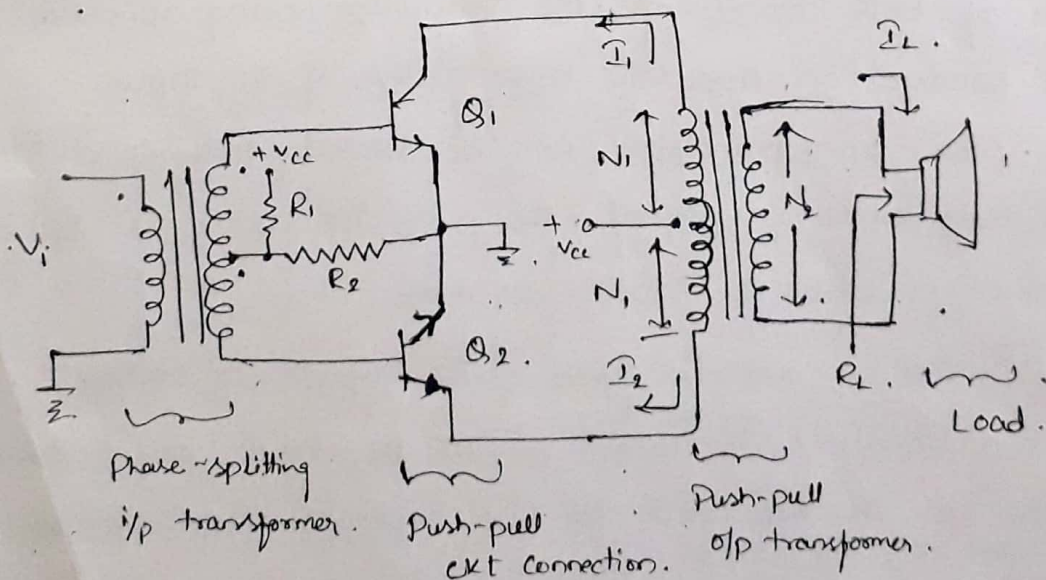 Vi
+Vcc
R1
R2
Q1
Q2.
I1
N1
+Vcc
N1
I2
N2
IL.
RL.
Load.
Phase-splitting
i/p transformer.
Push-pull
ckt connection.
Push-pull
o/p transformer.